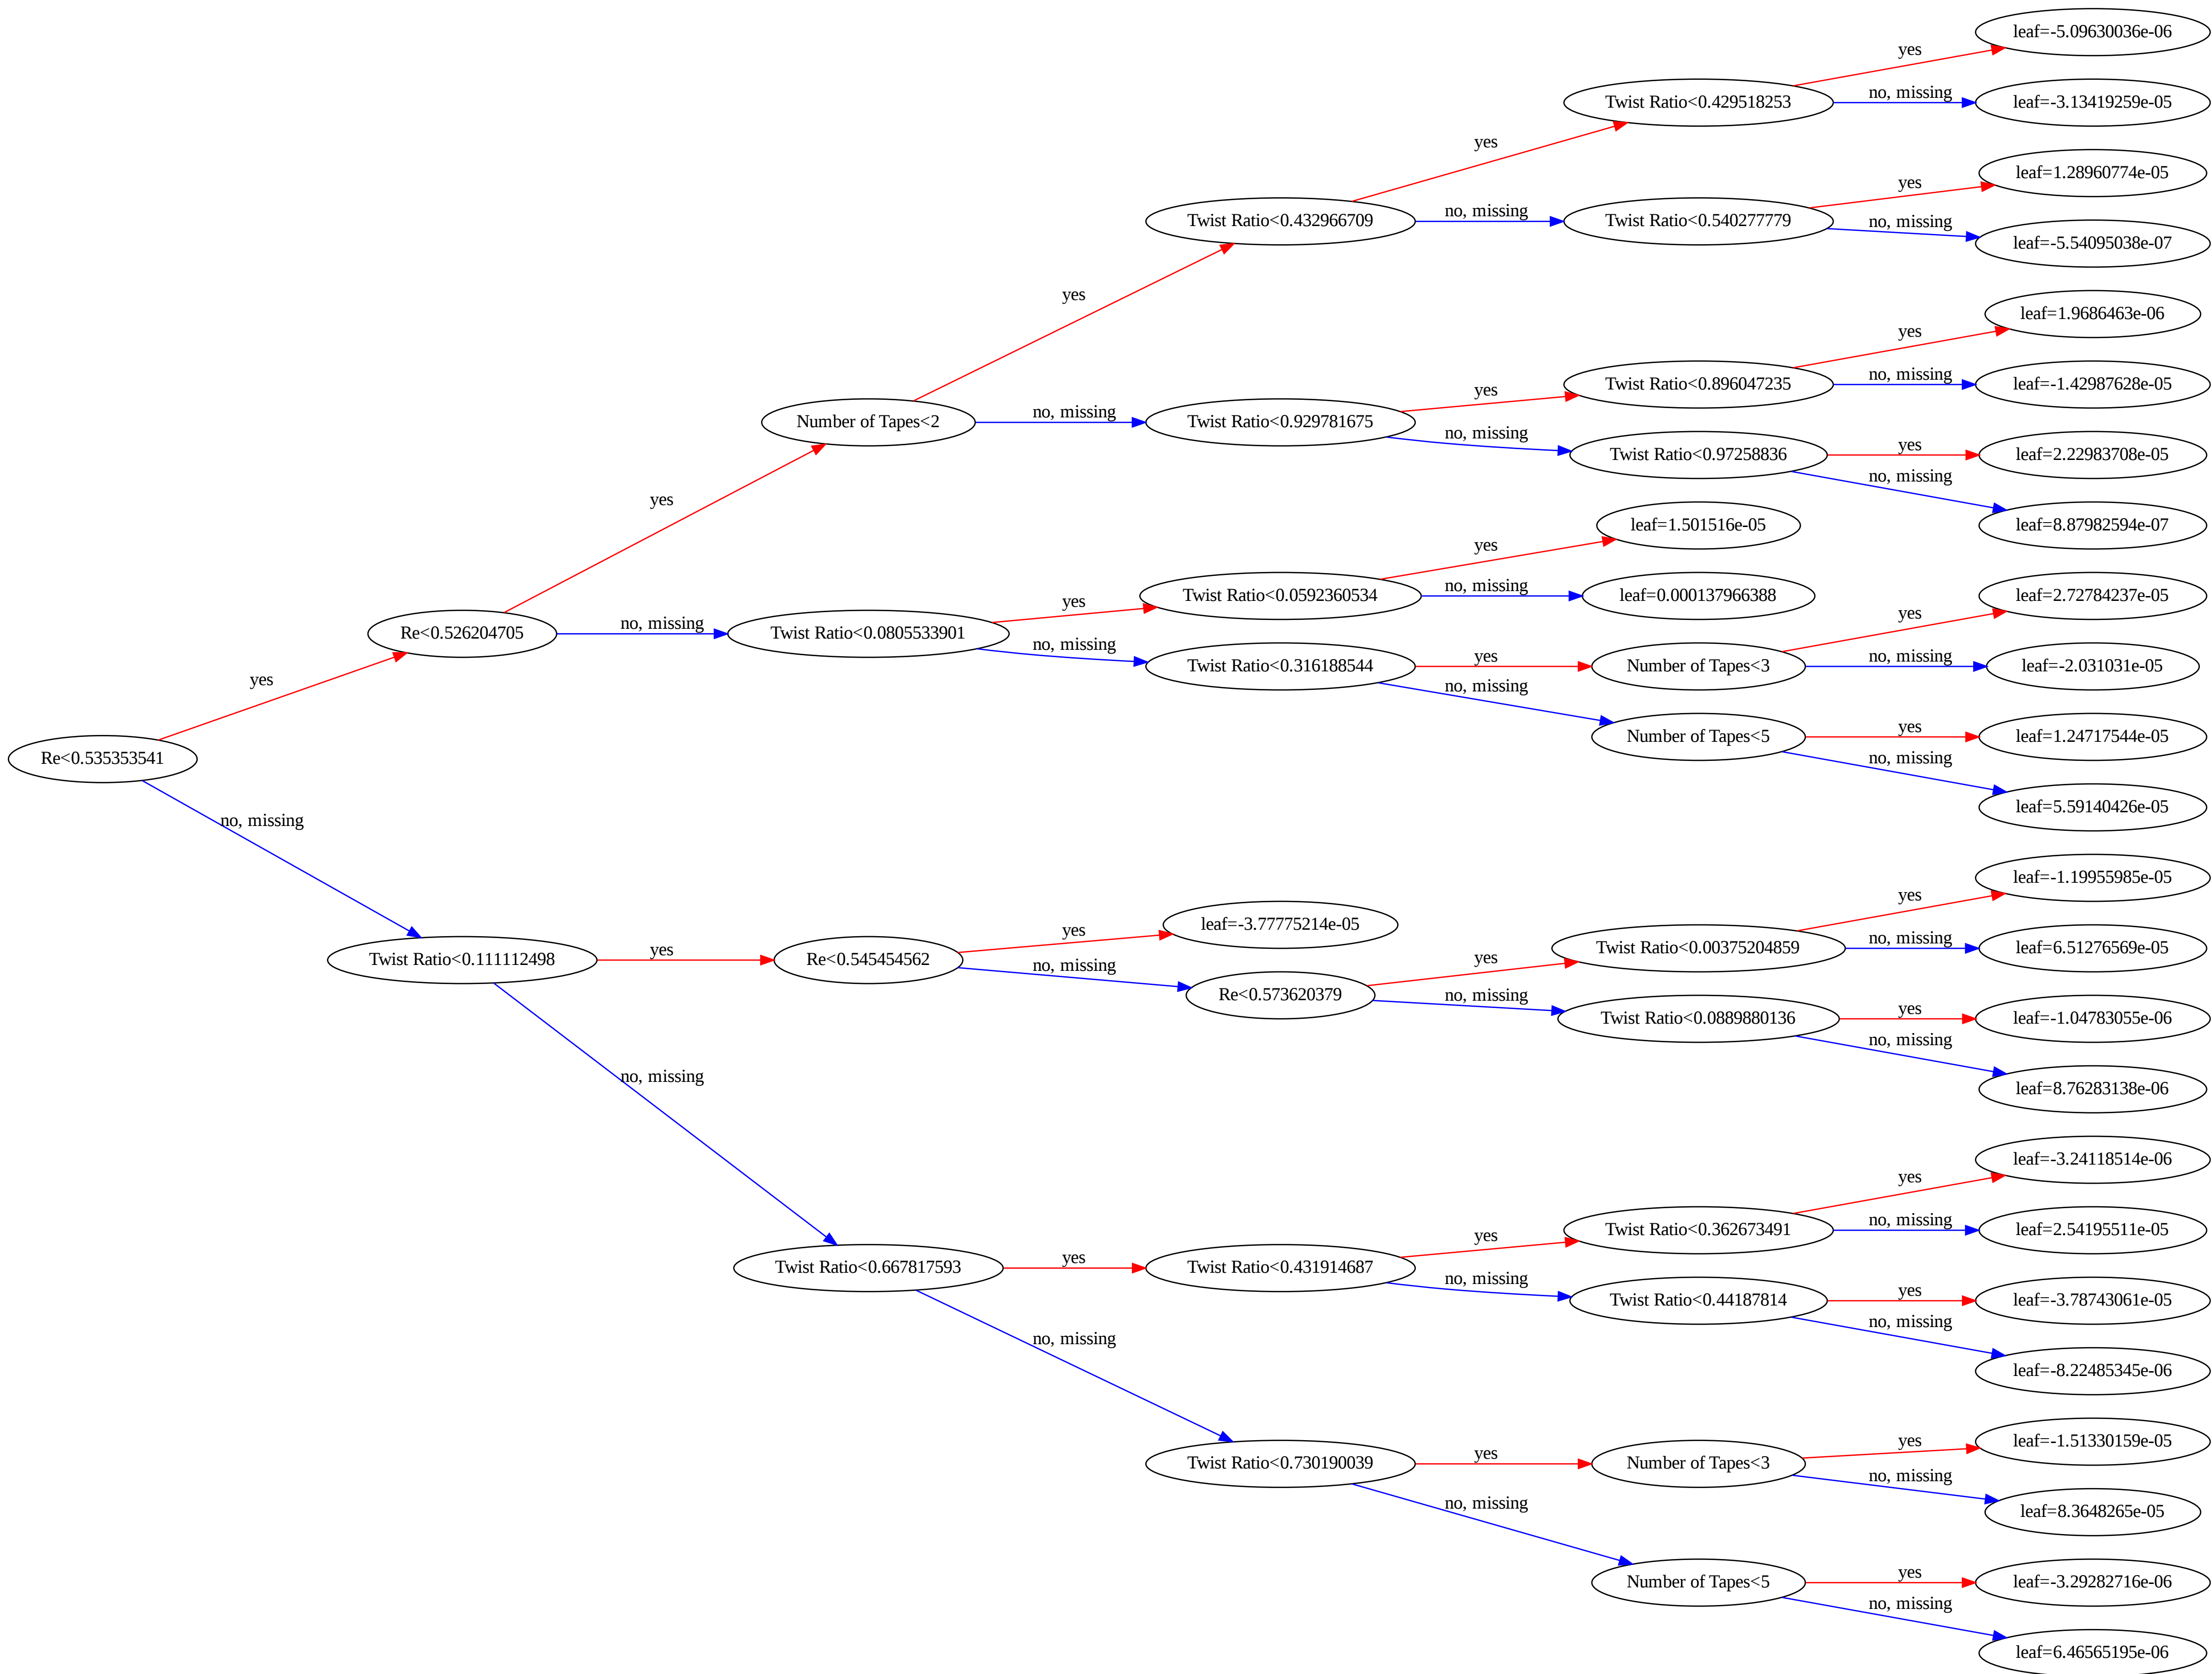 Re<0.535353541
yes
no, missing
Re<0.526204705
yes
no, missing
Twist Ratio<0.111112498
yes
no, missing
Number of Tapes<2
yes
no, missing
Twist Ratio<0.0805533901
yes
no, missing
Re<0.545454562
yes
no, missing
Twist Ratio<0.667817593
yes
no, missing
Twist Ratio<0.432966709
yes
no, missing
Twist Ratio<0.929781675
yes
no, missing
Twist Ratio<0.0592360534
yes
no, missing
Twist Ratio<0.316188544
yes
no, missing
leaf=-3.77775214e-05
Re<0.573620379
yes
no, missing
Twist Ratio<0.431914687
yes
no, missing
Twist Ratio<0.730190039
yes
no, missing
Twist Ratio<0.429518253
yes
no, missing
Twist Ratio<0.540277779
yes
no, missing
Twist Ratio<0.896047235
yes
no, missing
Twist Ratio<0.97258836
yes
no, missing
leaf=1.501516e-05
leaf=0.000137966388
Number of Tapes<3
yes
no, missing
Number of Tapes<5
yes
no, missing
Twist Ratio<0.00375204859
yes
no, missing
Twist Ratio<0.0889880136
yes
no, missing
Twist Ratio<0.362673491
yes
no, missing
Twist Ratio<0.44187814
yes
no, missing
Number of Tapes<3
yes
no, missing
Number of Tapes<5
yes
no, missing
leaf=-5.09630036e-06
leaf=-3.13419259e-05
leaf=1.28960774e-05
leaf=-5.54095038e-07
leaf=1.9686463e-06
leaf=-1.42987628e-05
leaf=2.22983708e-05
leaf=8.87982594e-07
leaf=2.72784237e-05
leaf=-2.031031e-05
leaf=1.24717544e-05
leaf=5.59140426e-05
leaf=-1.19955985e-05
leaf=6.51276569e-05
leaf=-1.04783055e-06
leaf=8.76283138e-06
leaf=-3.24118514e-06
leaf=2.54195511e-05
leaf=-3.78743061e-05
leaf=-8.22485345e-06
leaf=-1.51330159e-05
leaf=8.3648265e-05
leaf=-3.29282716e-06
leaf=6.46565195e-06